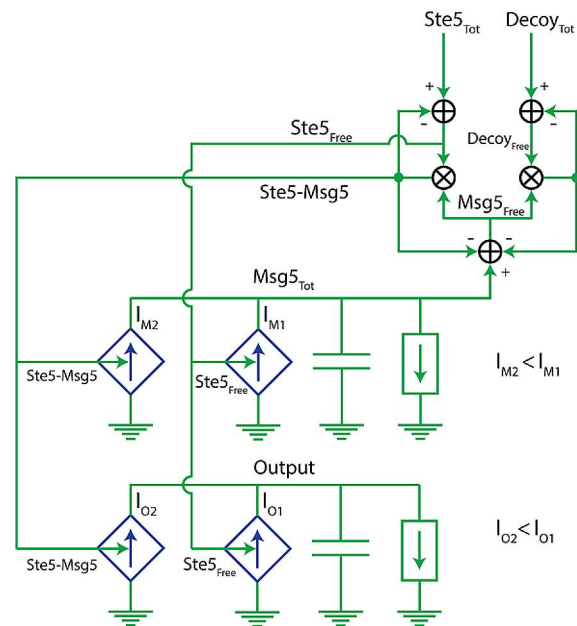 Ste5Tot DecoyTot
+ +
- -
Ste5Free
DecoyFree
Ste5-Msg5
Msg5Free
- -
+
Msg5Tot
IM2 IM1
IM2 < IM1
Ste5-Msg5 Ste5Free
Output
IO2 IO1
IO2 < IO1
Ste5-Msg5 Ste5Free